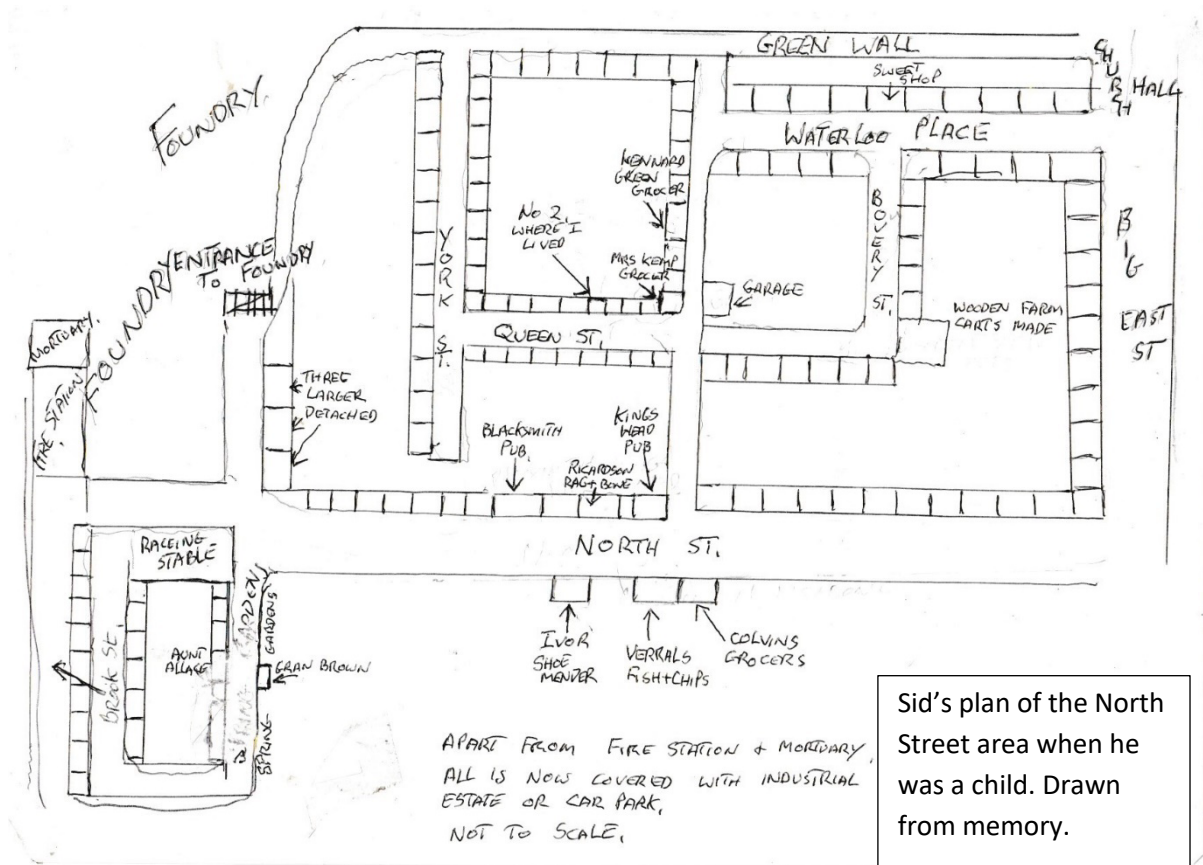 GREEN WALL
CHURCH
HALL
SWEET
SHOP
WATERLOO PLACE
FOUNDRY.
KENNARD
GREEN
GROCER
NO 2,
WHERE I
LIVED
MRS KEMP
GROCER
YORK ST.
BOVERY ST.
BIG
EAST
ST
ENTRANCE
TO FOUNDRY
FOUNDRY
GARAGE
WOODEN FARM
CARTS MADE
MORTUARY.
FIRE STATION
QUEEN ST.
THREE
LARGER
DETACHED
BLACKSMITH
PUB.
KINGS
HEAD
PUB
RICARDSON
RAG+BONE
NORTH ST.
RACEING
STABLE
BROOK ST.
AUNT
ALLAGE
GARDENS
SPRING
GRAN BROWN
IVOR
SHOE
MENDER
VERRALS
FISH+CHIPS
COLVINS
GROCERS
APART FROM FIRE STATION + MORTUARY,
ALL IS NOW COVERED WITH INDUSTRIAL
ESTATE OR CAR PARK,
NOT TO SCALE,
Sid's plan of the North
Street area when he
was a child. Drawn
from memory.